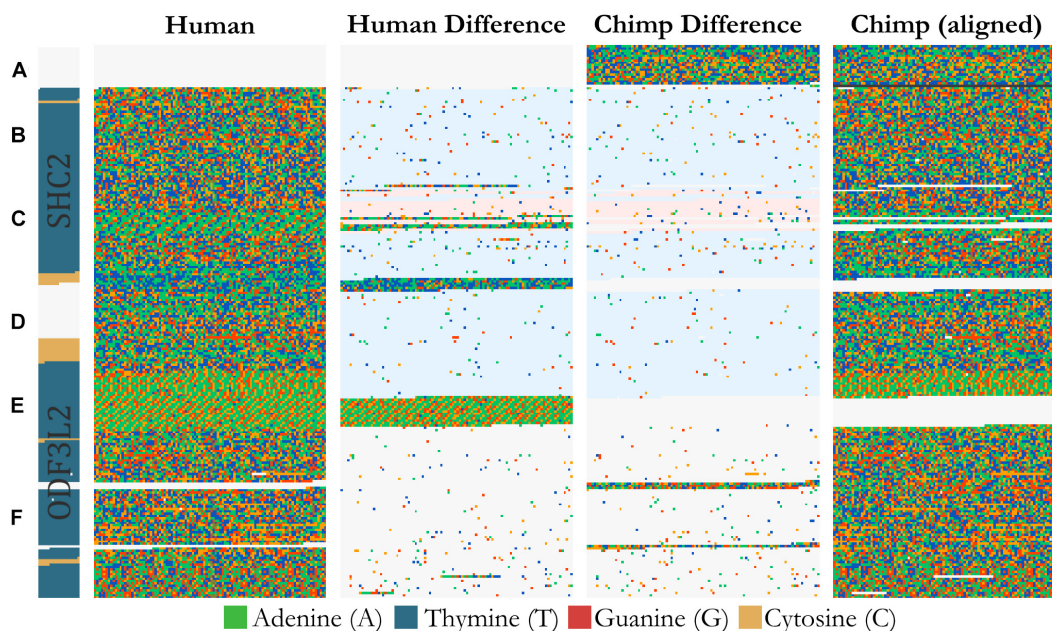 Human Human Difference Chimp Difference Chimp (aligned)
A
B
SHC2
C
D
E
ODF3L2
F
Adenine (A) Thymine (T) Guanine (G) Cytosine (C)